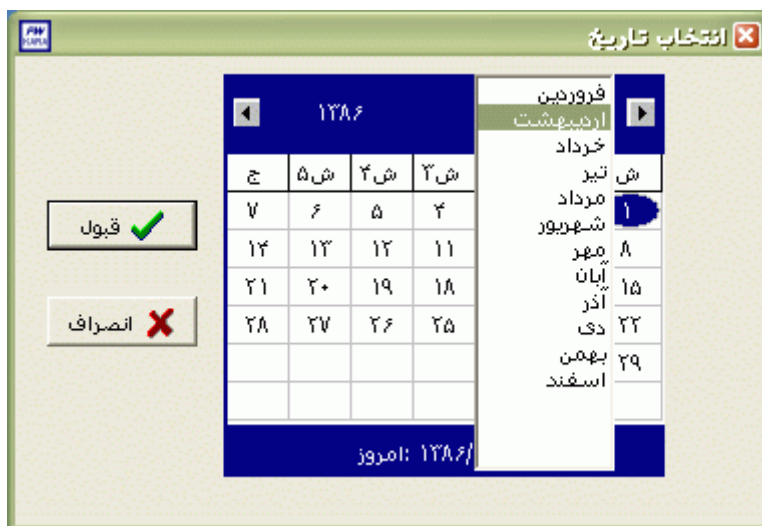 انتخاب تاریخ
۱۳۸۶
فروردین
اردیبهشت
خرداد
تیر
مرداد
شهریور
مهر
آبان
آذر
دی
بهمن
اسفند
ش ش۳ ش۴ ش۵ ج
۱ ۴ ۵ ۶ ۷
۸ ۱۱ ۱۲ ۱۳ ۱۴
۱۵ ۱۸ ۱۹ ۲۰ ۲۱
۲۲ ۲۵ ۲۶ ۲۷ ۲۸
۲۹
امروز: ۱۳۸۶/
قبول
انصراف